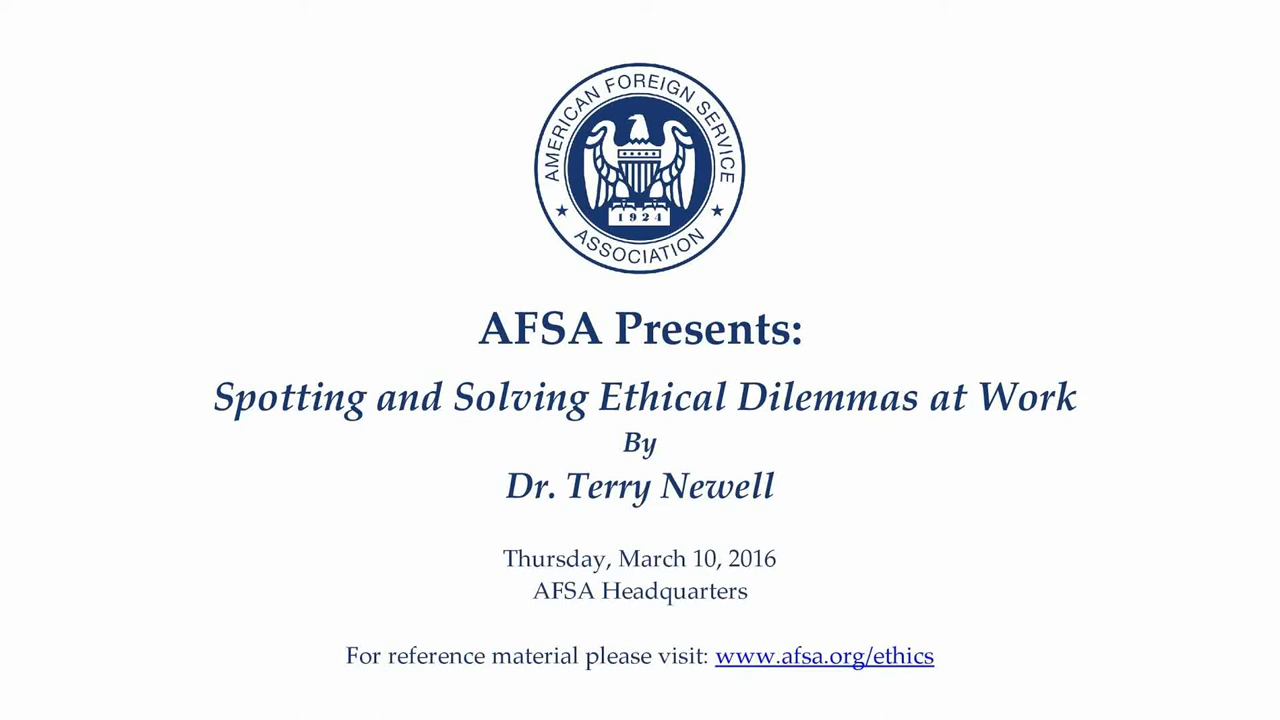 AMERICAN FOREIGN SERVICE
ASSOCIATION
1924
AFSA Presents:
Spotting and Solving Ethical Dilemmas at Work
By
Dr. Terry Newell
Thursday, March 10, 2016
AFSA Headquarters
For reference material please visit: www.afsa.org/ethics